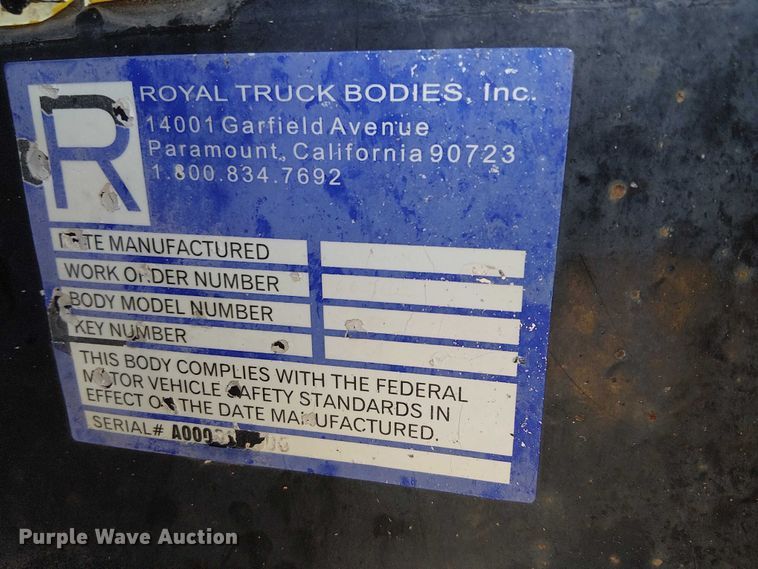 R
ROYAL TRUCK BODIES, Inc.
14001 Garfield Avenue
Paramount, California 90723
1.800.834.7692
DATE MANUFACTURED
WORK ORDER NUMBER
BODY MODEL NUMBER
KEY NUMBER
THIS BODY COMPLIES WITH THE FEDERAL
MOTOR VEHICLE SAFETY STANDARDS IN
EFFECT ON THE DATE MANUFACTURED.
SERIAL#
Purple Wave Auction